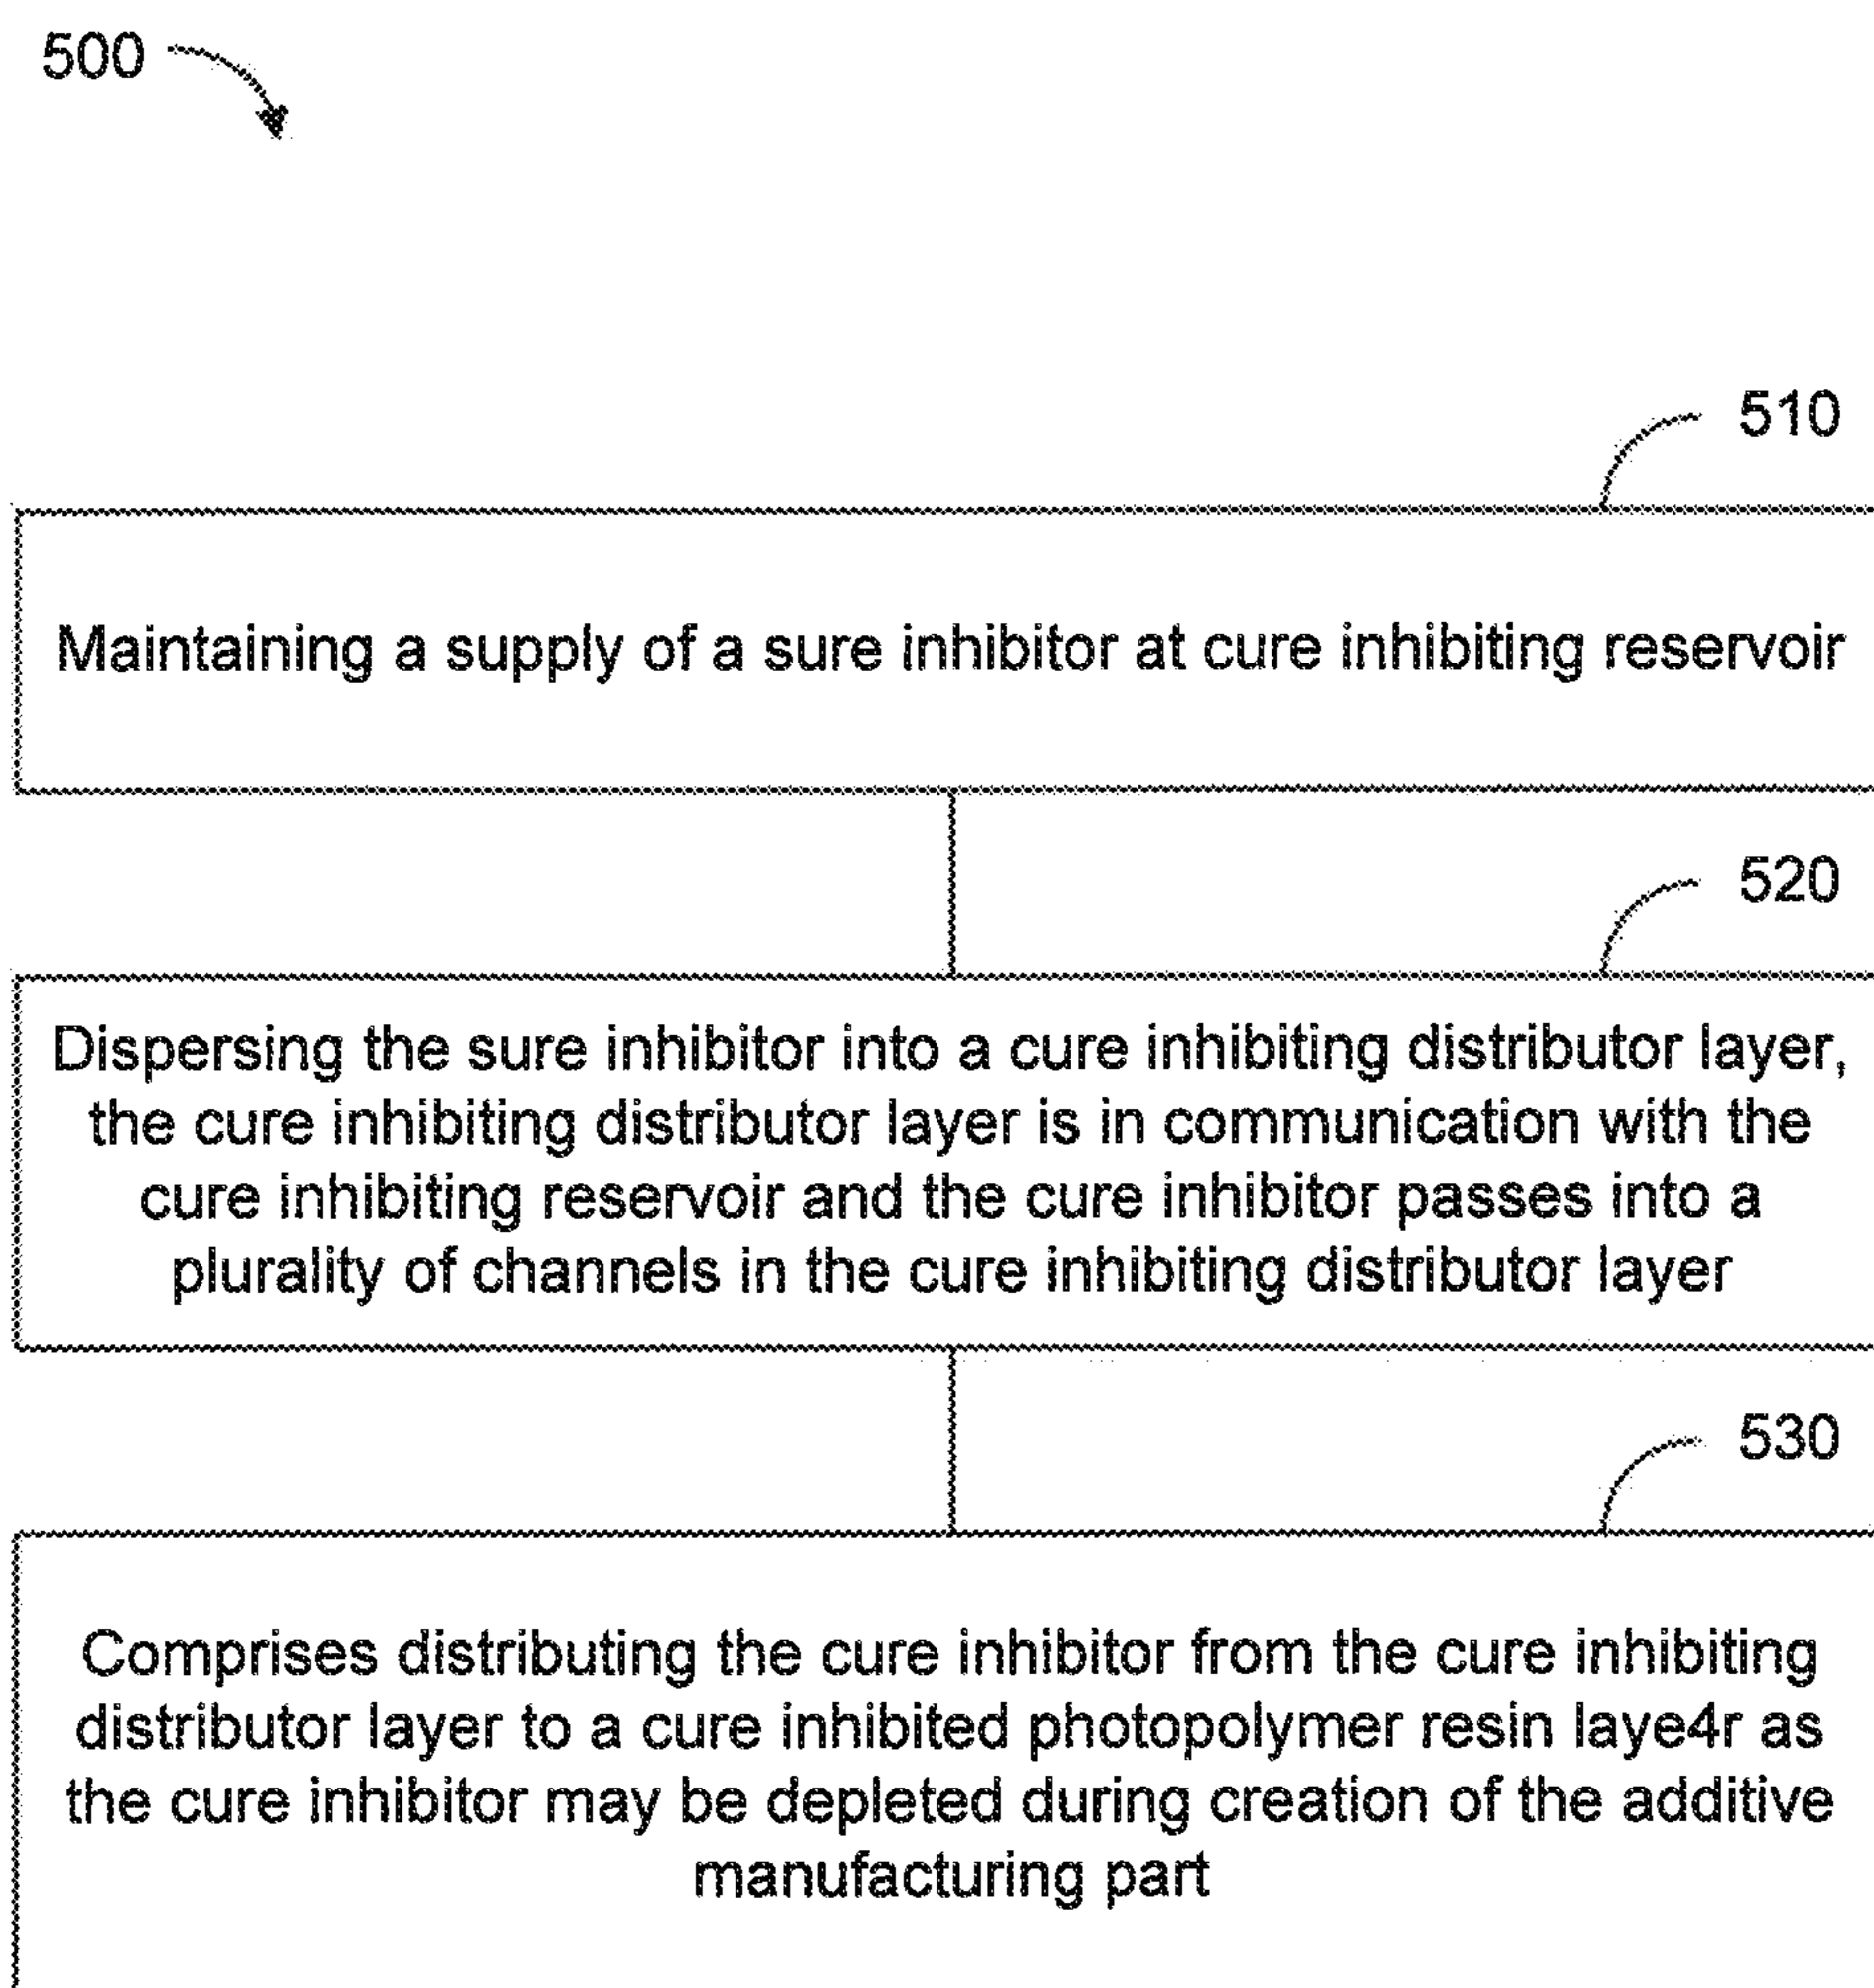 500
510
Maintaining a supply of a sure inhibitor at cure inhibiting reservoir
520
Dispersing the sure inhibitor into a cure inhibiting distributor layer,
the cure inhibiting distributor layer is in communication with the
cure inhibiting reservoir and the cure inhibitor passes into a
plurality of channels in the cure inhibiting distributor layer
530
Comprises distributing the cure inhibitor from the cure inhibiting
distributor layer to a cure inhibited photopolymer resin laye4r as
the cure inhibitor may be depleted during creation of the additive
manufacturing part